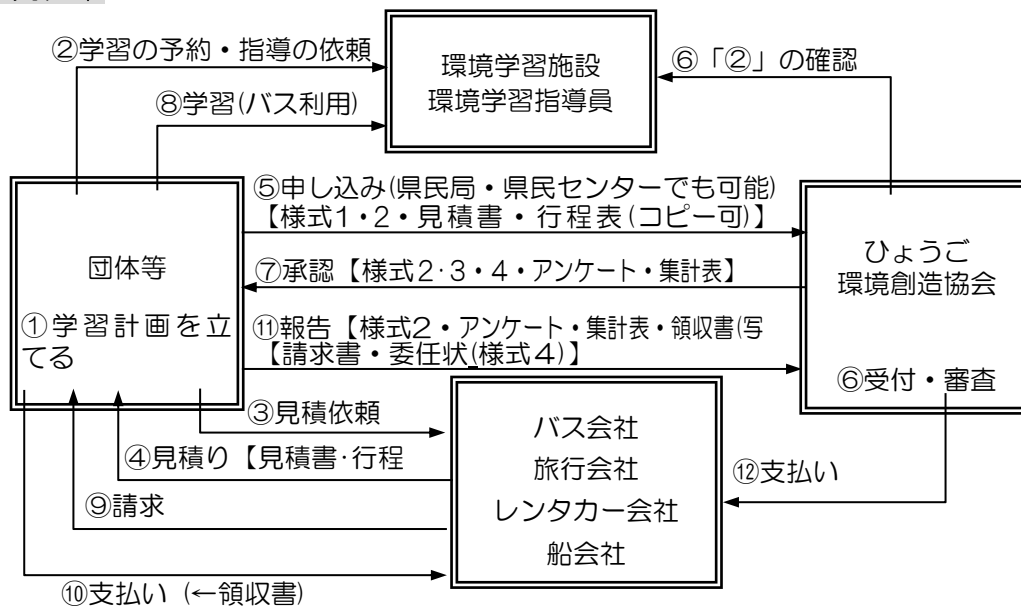 ②学習の予約・指導の依頼
環境学習施設
環境学習指導員
⑥「②」の確認
⑧学習(バス利用)
⑤申し込み(県民局・県民センターでも可能)
【様式1・2・見積書・行程表(コピー可)】
団体等
①学習計画を立
てる
⑦承認【様式2・3・4・アンケート・集計表】
ひょうご
環境創造協会
⑥受付・審査
⑪報告【様式2・アンケート・集計表・領収書(写
【請求書・委任状(様式4)】
③見積依頼
④見積り【見積書・行程
バス会社
旅行会社
レンタカー会社
船会社
⑫支払い
⑨請求
⑩支払い(←領収書)